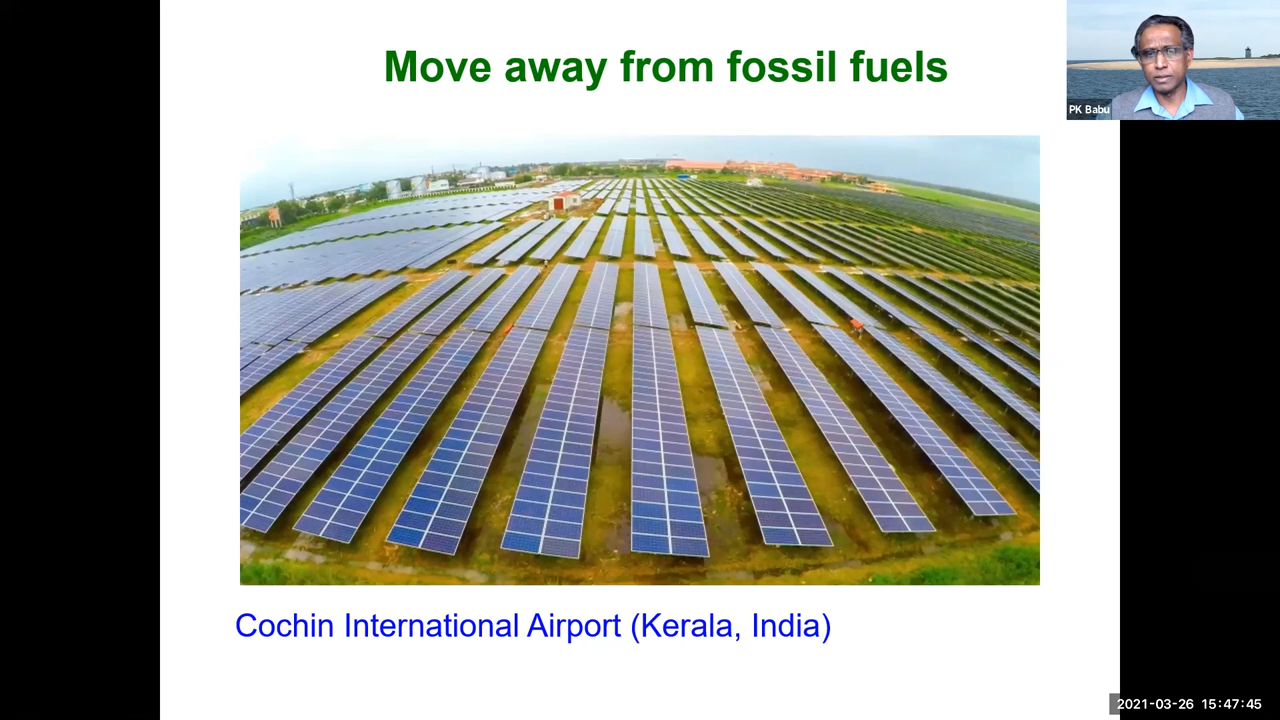 Move away from fossil fuels
PK Babu
Cochin International Airport (Kerala, India)
2021-03-26 15:47:45